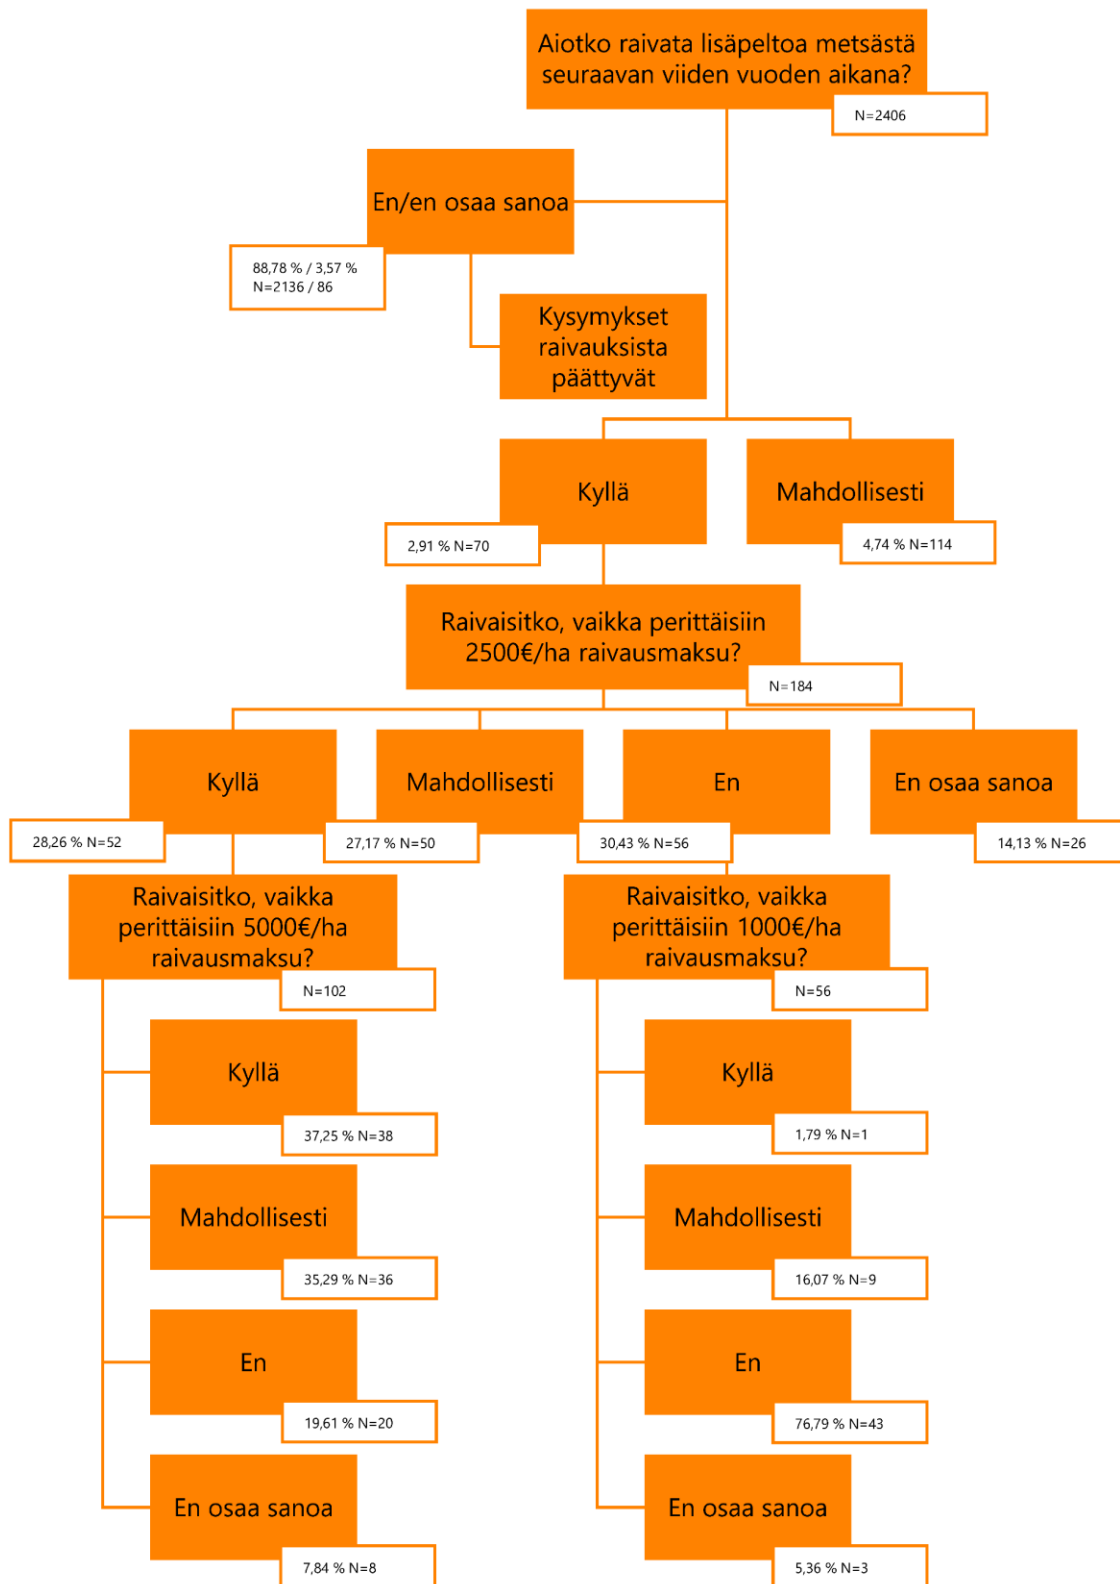 Aiotko raivata lisäpeltoa metsästä
seuraavan viiden vuoden aikana?
N=2406
En/en osaa sanoa
88,78 % / 3,57 %
N=2136 / 86
Kysymykset
raivauksista
päättyvät
Kyllä
2,91 % N=70
Mahdollisesti
4,74 % N=114
Raivaisitko, vaikka perittäisiin
2500€/ha raivausmaksu?
N=184
Kyllä
28,26 % N=52
Mahdollisesti
27,17 % N=50
En
30,43 % N=56
En osaa sanoa
14,13 % N=26
Raivaisitko, vaikka
perittäisiin 5000€/ha
raivausmaksu?
N=102
Kyllä
37,25 % N=38
Mahdollisesti
35,29 % N=36
En
19,61 % N=20
En osaa sanoa
7,84 % N=8
Raivaisitko, vaikka
perittäisiin 1000€/ha
raivausmaksu?
N=56
Kyllä
1,79 % N=1
Mahdollisesti
16,07 % N=9
En
76,79 % N=43
En osaa sanoa
5,36 % N=3